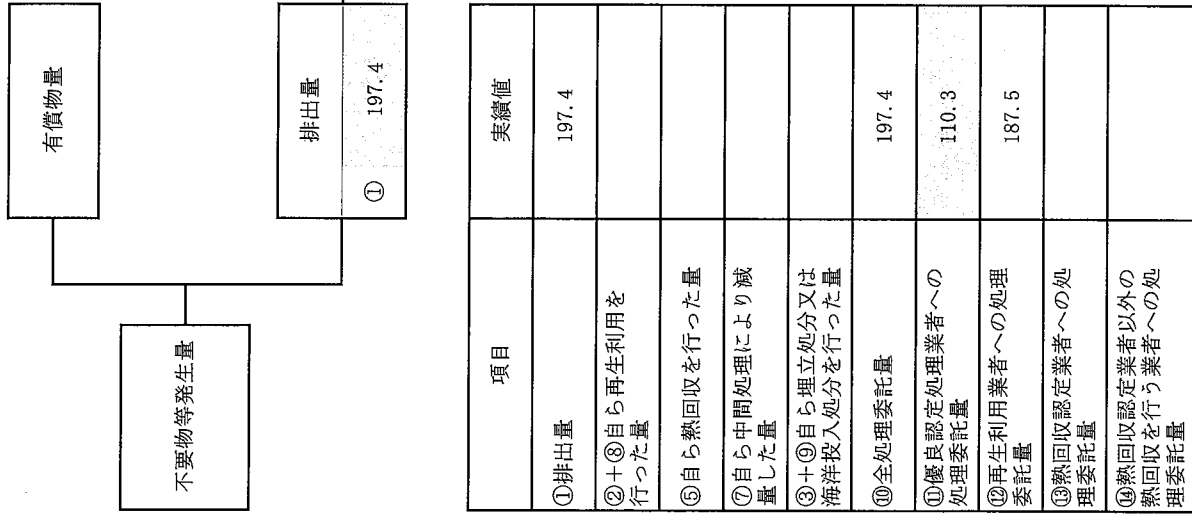 有償物量
不要物等発生量
排出量
① 197.4
項目 実績値
①排出量 197.4
②+⑧自ら再生利用を
行った量
⑤自ら熱回収を行った量
⑦自ら中間処理により減
量した量
③+⑨自ら埋立処分又は
海洋投入処分を行った量
⑩全処理委託量 197.4
⑪優良認定処理業者への
処理委託量 110.3
⑫再生利用業者への処理
委託量 187.5
⑬熱回収認定業者への処
理委託量
⑭熱回収認定業者以外の
熱回収を行う業者への処
理委託量